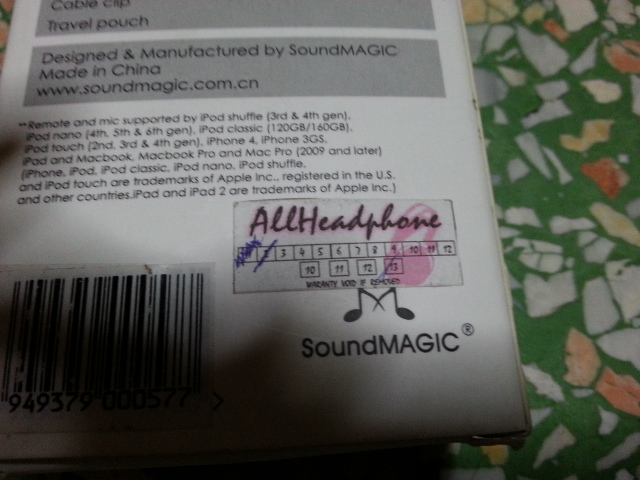 Cable clip
Travel pouch
Designed & Manufactured by SoundMAGIC
Made in China
www.soundmagic.com.cn
**Remote and mic supported by iPod shuffle (3rd & 4th gen),
iPod nano (4th, 5th & 6th gen), iPod classic (120GB/160GB),
iPod touch (2nd, 3rd & 4th gen), iPhone 4, iPhone 3GS,
iPad and Macbook, Macbook Pro and Mac Pro (2009 and later)
(iPhone, iPod, iPod classic, iPod nano, iPod shuffle,
and iPod touch are trademarks of Apple Inc., registered in the U.S.
and other countries.iPad and iPad 2 are trademarks of Apple Inc.)
AllHeadphone
2 3 4 5 6 7 8 9 10 11 12
10 11 12 13
WARANTY VOID IF REMOVED
SoundMAGIC®
949379 000577 >